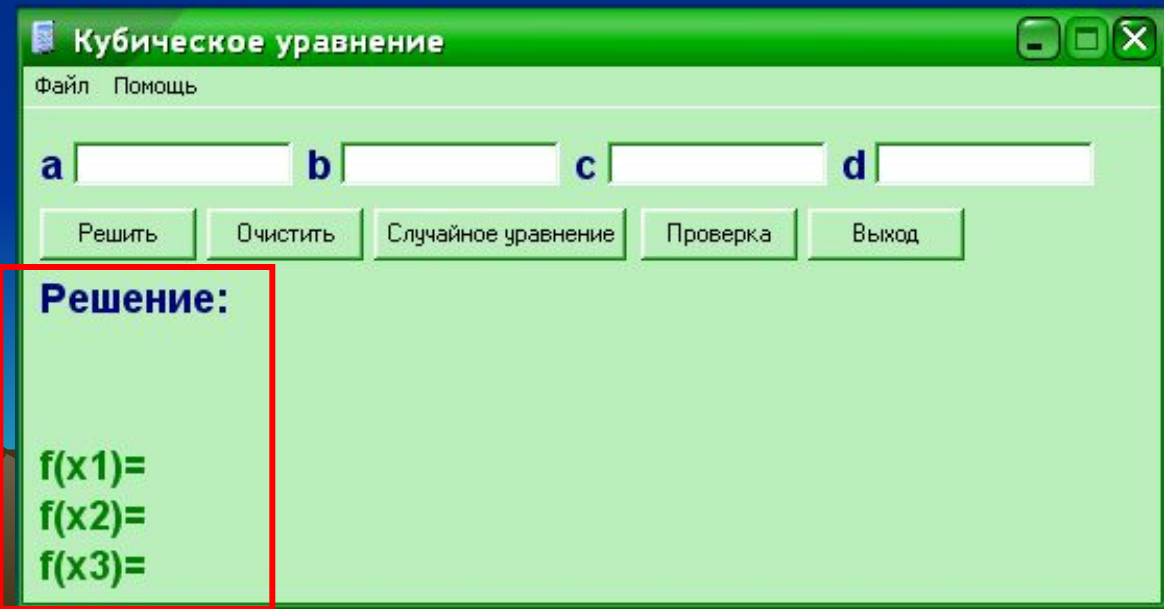 Кубическое уравнение
Файл Помощь
a b c d
Решить Очистить Случайное уравнение Проверка Выход
Решение:
f(x1)=
f(x2)=
f(x3)=